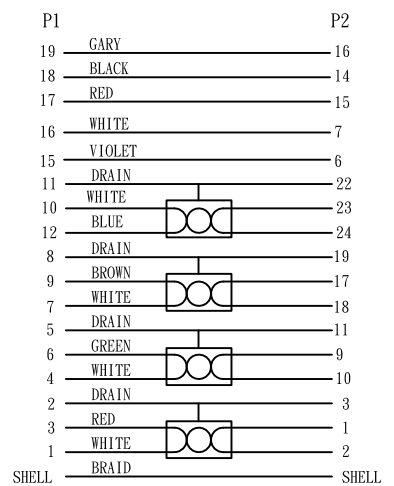 P1 P2
19 GARY 16
18 BLACK 14
17 RED 15
16 WHITE 7
15 VIOLET 6
11 DRAIN 22
10 WHITE 23
12 BLUE 24
8 DRAIN 19
9 BROWN 17
7 WHITE 18
5 DRAIN 11
6 GREEN 9
4 WHITE 10
2 DRAIN 3
3 RED 1
1 WHITE 2
SHELL BRAID SHELL